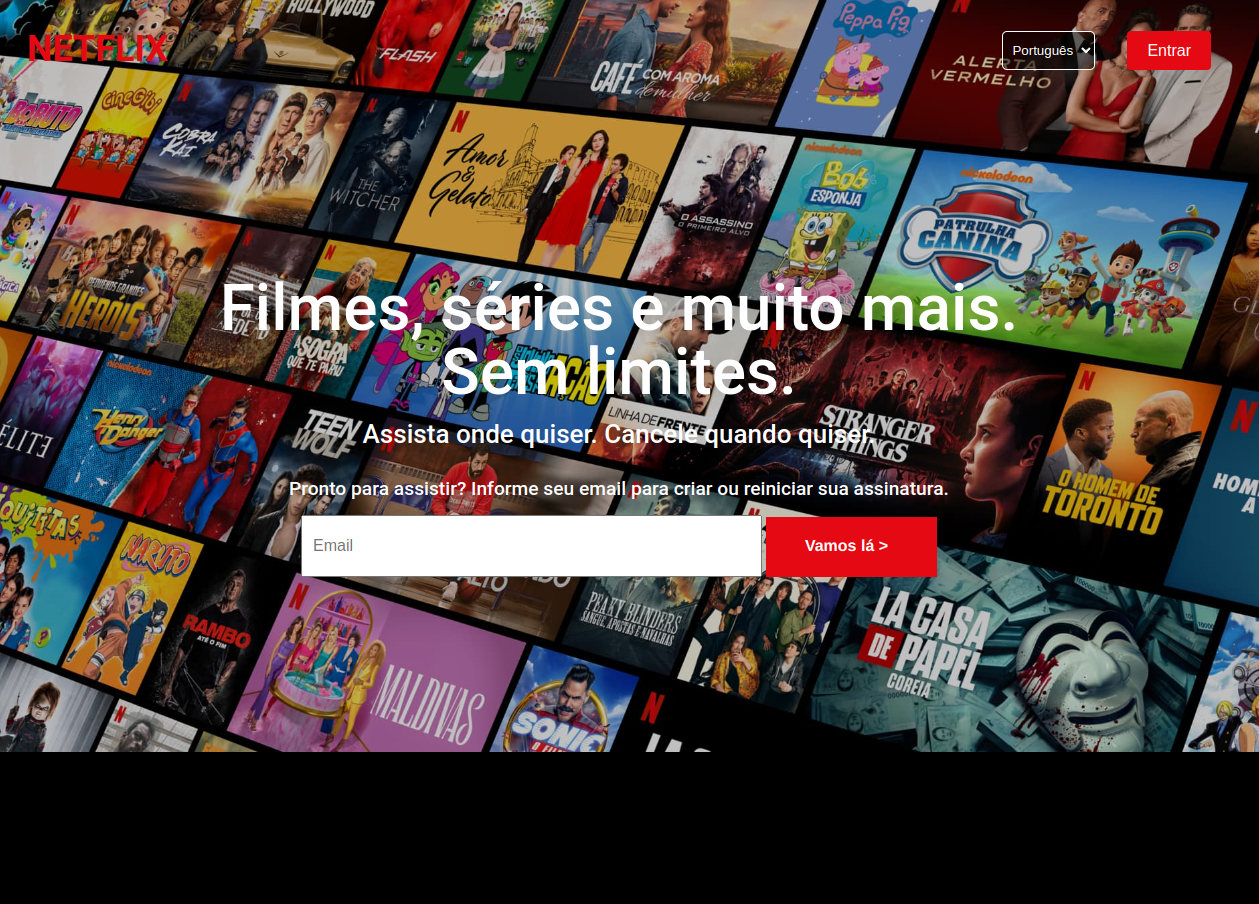 HOLLYWOOD
NETFLIX
FLASH
CAFÉ COM AROMA
de mulher
Peppa Pig
Português
Entrar
ALERTA
VERMELHO
BORUTO
CineGibi
COBRA
KAI
THE
WITCHER
Amor
&
Gelato
O ASSASSINO
O PRIMEIRO ALVO
nickelodeon
Bob
ESPONJA
nickelodeon
PATRULHA
CANINA
PEQUENOS GRANDES
HERÓIS
A SOGRA
QUE TE PARIU
Filmes, séries e muito mais.
Sem limites.
ÉLITE
nickelodeon
Henry
Danger
TEEN
WOLF
LINHA DE FRENTE
STRANGER
THINGS
O HOMEM DE
TORONTO
Assista onde quiser. Cancele quando quiser.
Pronto para assistir? Informe seu email para criar ou reiniciar sua assinatura.
Email
Vamos lá >
NARUTO
RAMBO
ATÉ O FIM
ALTO
PEAKY BLINDERS
SANGUE, APOSTAS E NAVALHAS
LA CASA
DE PAPEL
COREIA
MALDIVAS
SONIC
O FILME